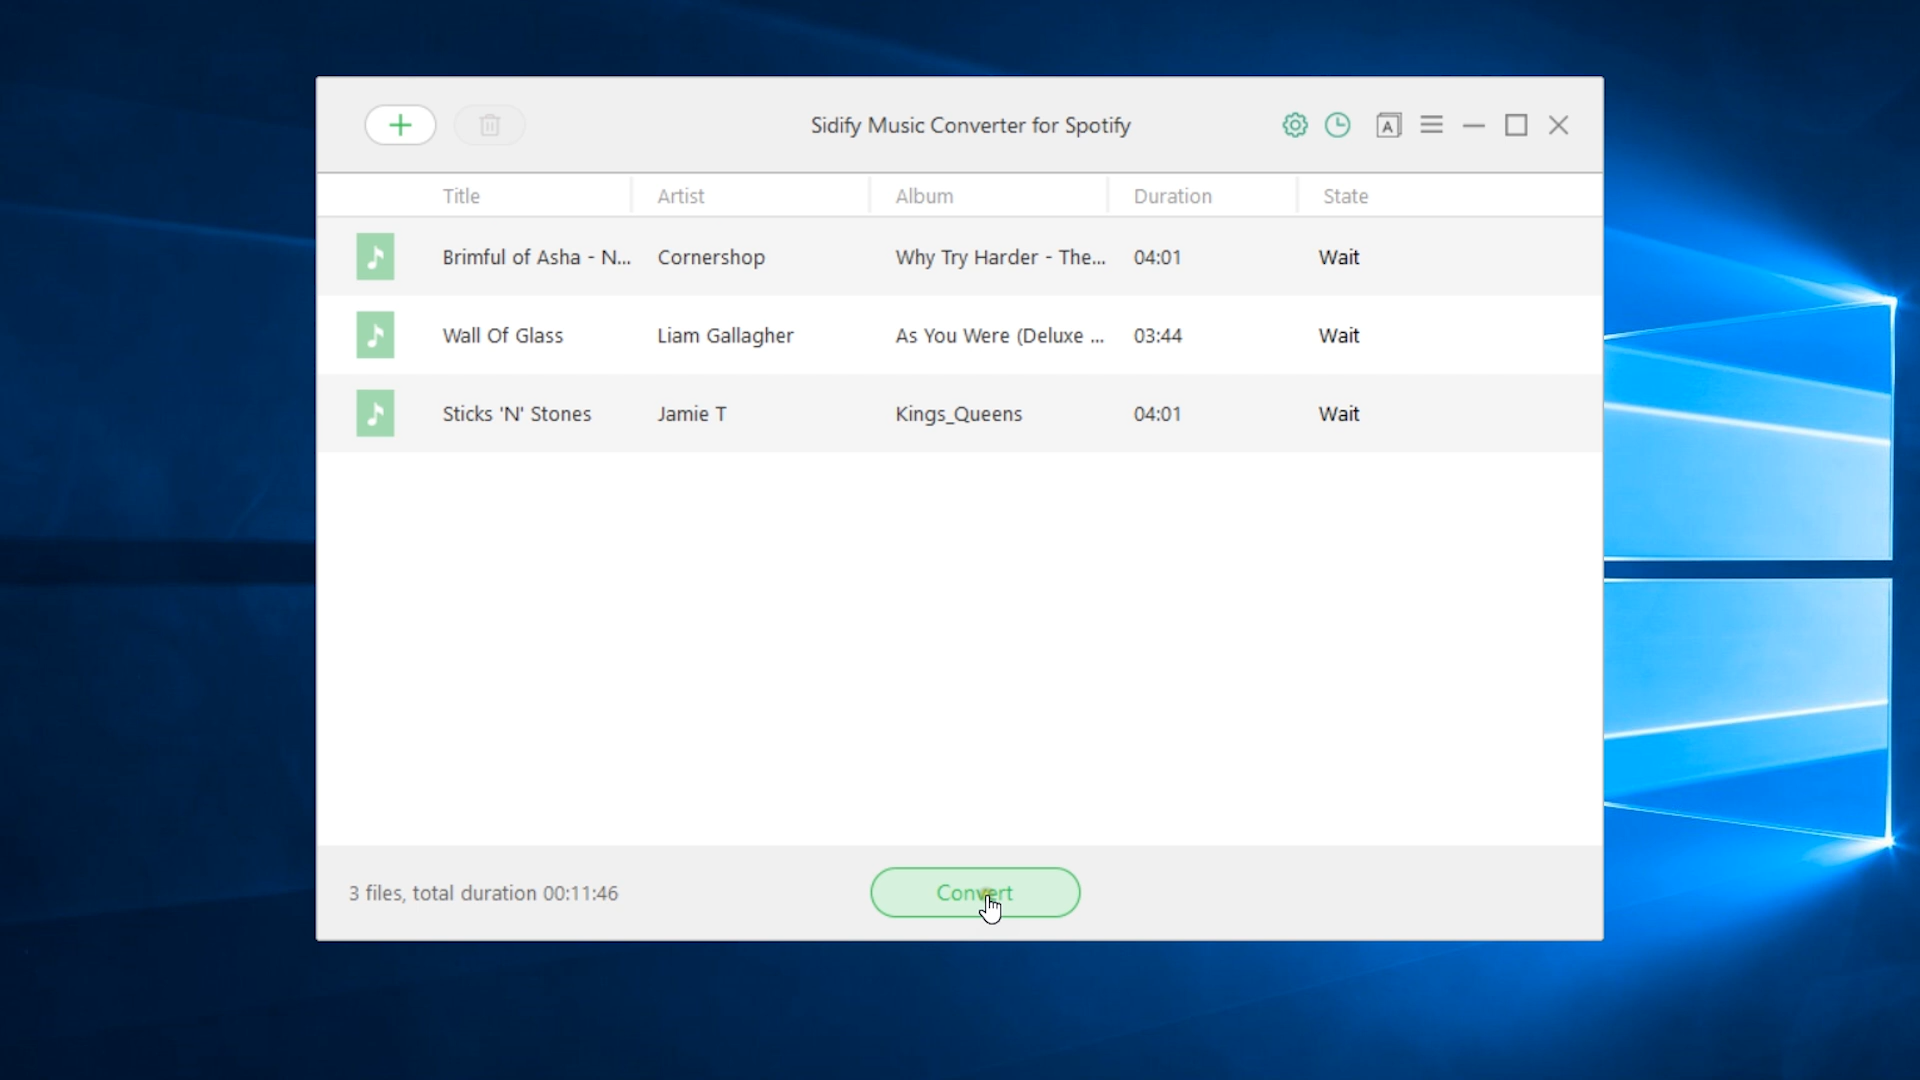 Sidify Music Converter for Spotify
A
Title Artist Album Duration State
Brimful of Asha - N... Cornershop Why Try Harder - The... 04:01 Wait
Wall Of Glass Liam Gallagher As You Were (Deluxe ... 03:44 Wait
Sticks 'N' Stones Jamie T Kings_Queens 04:01 Wait
3 files, total duration 00:11:46 Convert